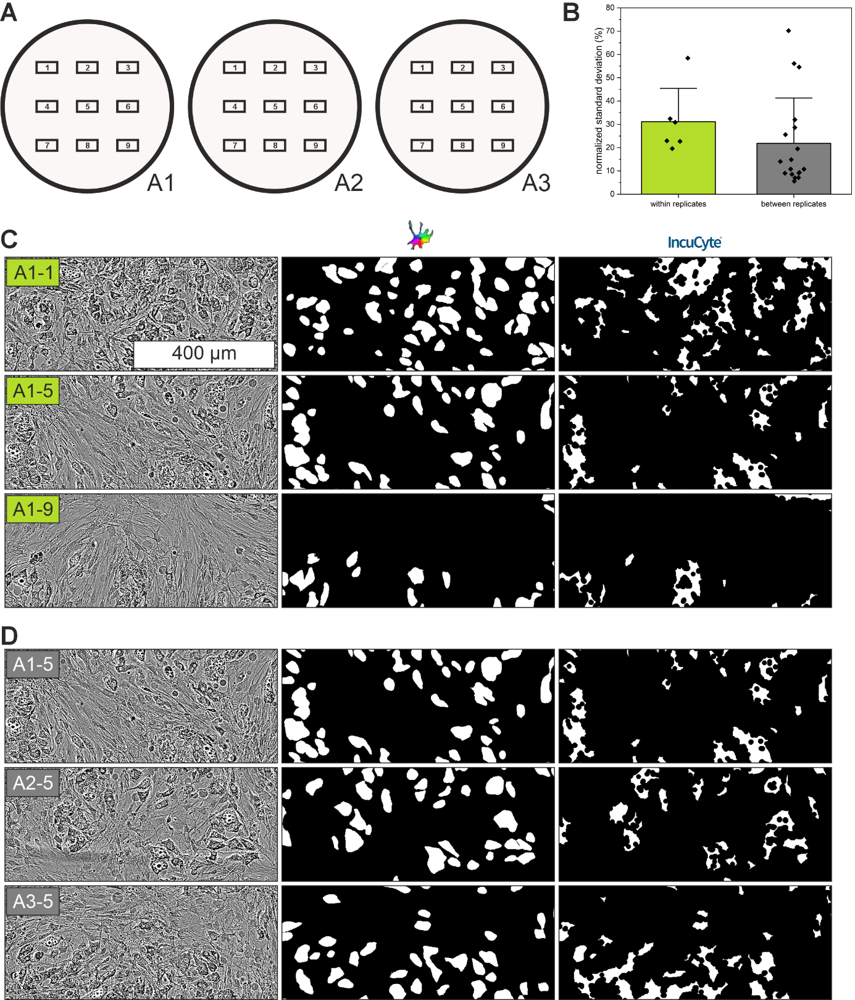 A
1 2 3
4 5 6
7 8 9
A1
1 2 3
4 5 6
7 8 9
A2
1 2 3
4 5 6
7 8 9
A3
B
normalized standard deviation (%)
80
70
60
50
40
30
20
10
0
within replicates
between replicates
C
IncuCyte
A1-1
400 µm
A1-5
A1-9
D
A1-5
A2-5
A3-5